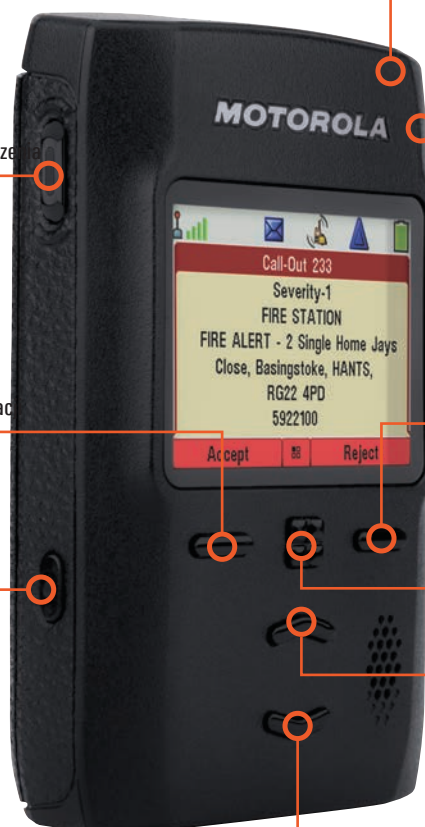 MOTOROLA
Call-Out 233
Severity-1
FIRE STATION
FIRE ALERT - 2 Single Home Jays
Close, Basingstoke, HANTS,
RG22 4PD
5922100
Accept Reject